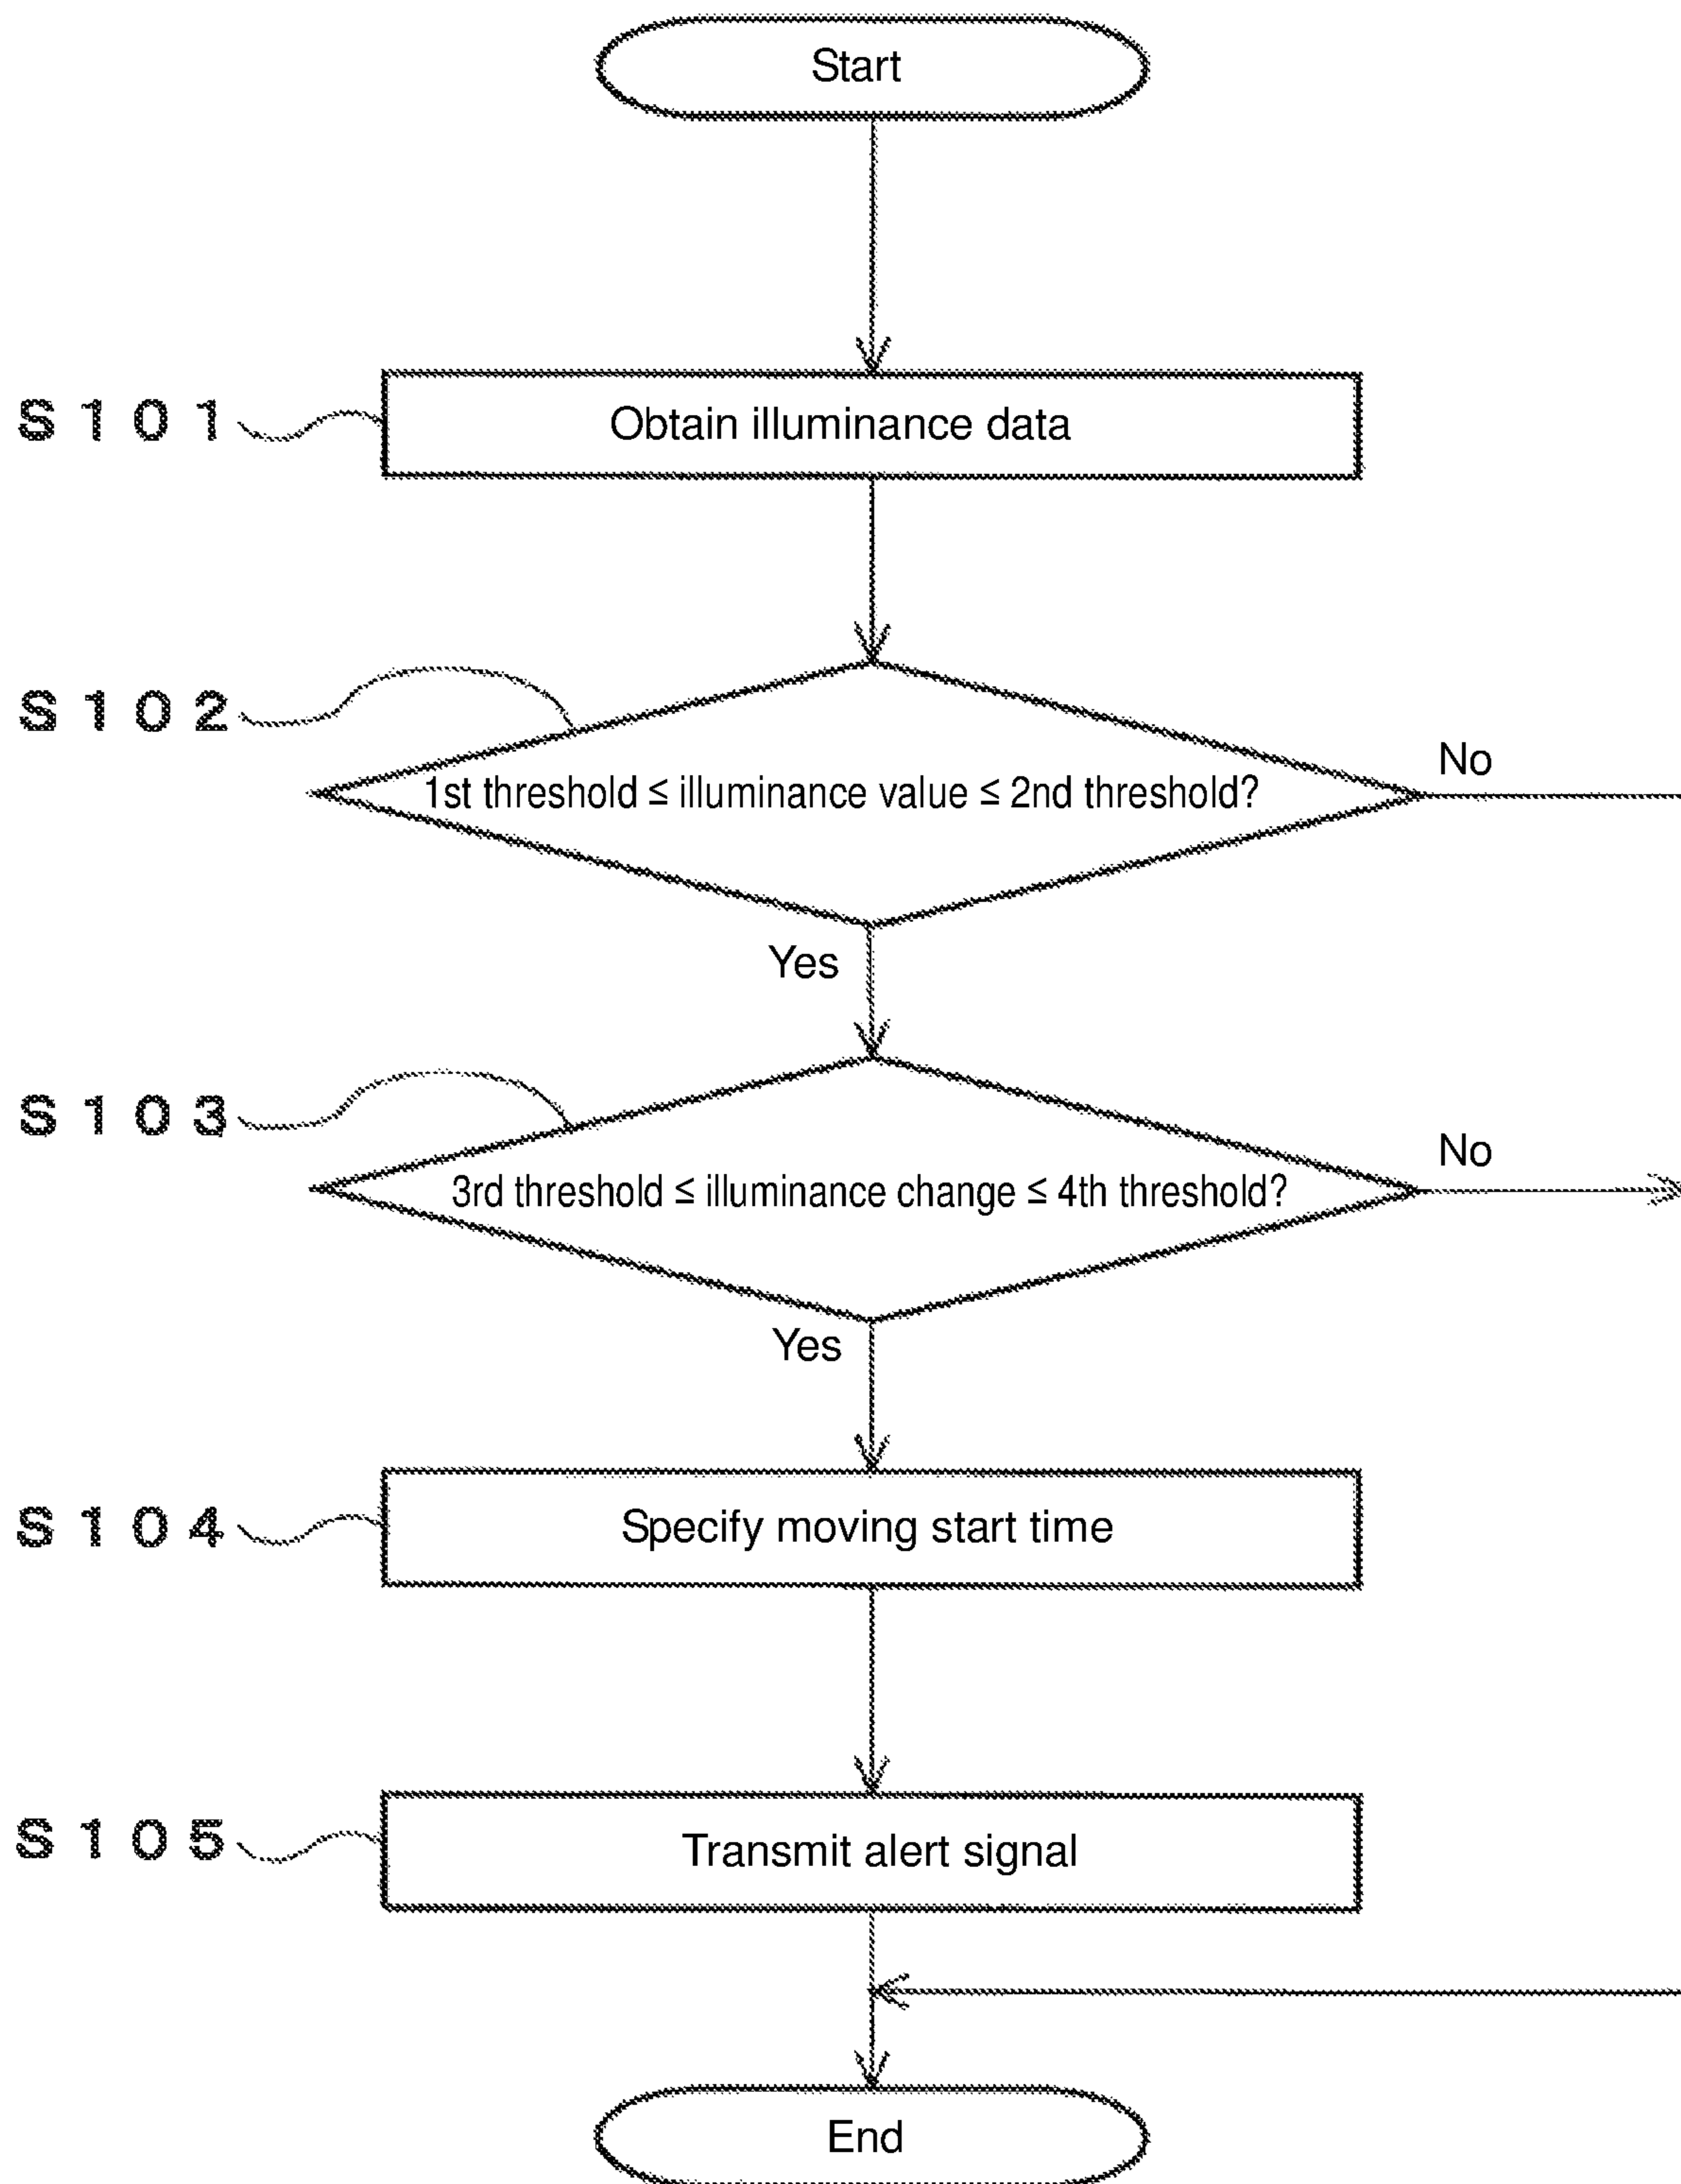 Start
S101
Obtain illuminance data
S102
1st threshold ≤ illuminance value ≤ 2nd threshold?
No
Yes
S103
3rd threshold ≤ illuminance change ≤ 4th threshold?
No
Yes
S104
Specify moving start time
S105
Transmit alert signal
End